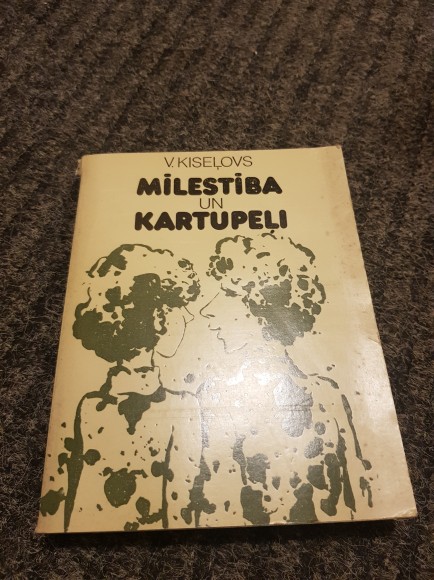 V. KISEĻOVS
MĪLESTĪBA
UN
KARTUPEĻI